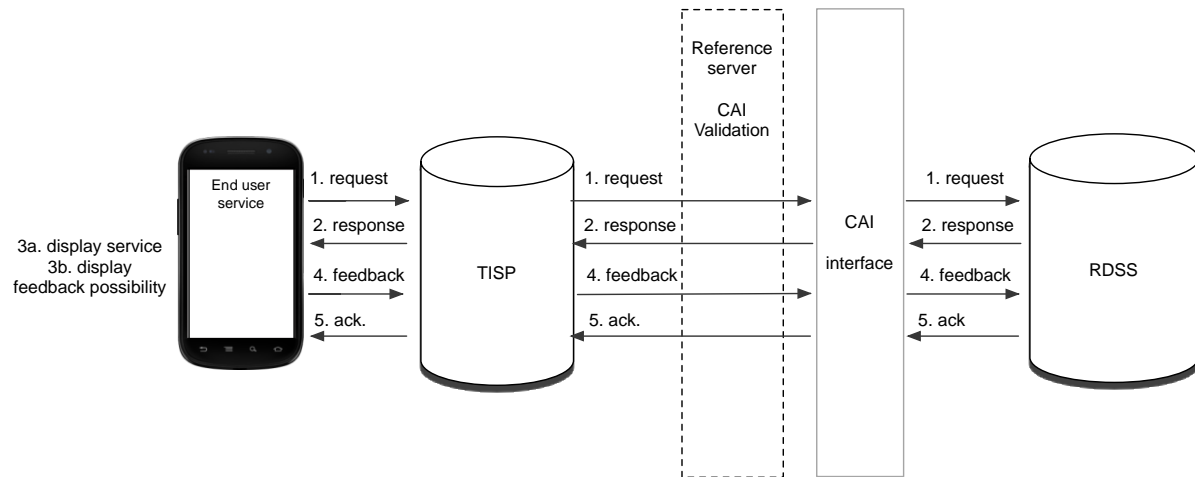 Reference
server
CAI
Validation
End user
service
1. request
1. request
1. request
2. response
2. response
2. response
3a. display service
3b. display
feedback possibility
CAI
interface
TISP
RDSS
4. feedback
4. feedback
4. feedback
5. ack.
5. ack.
5. ack